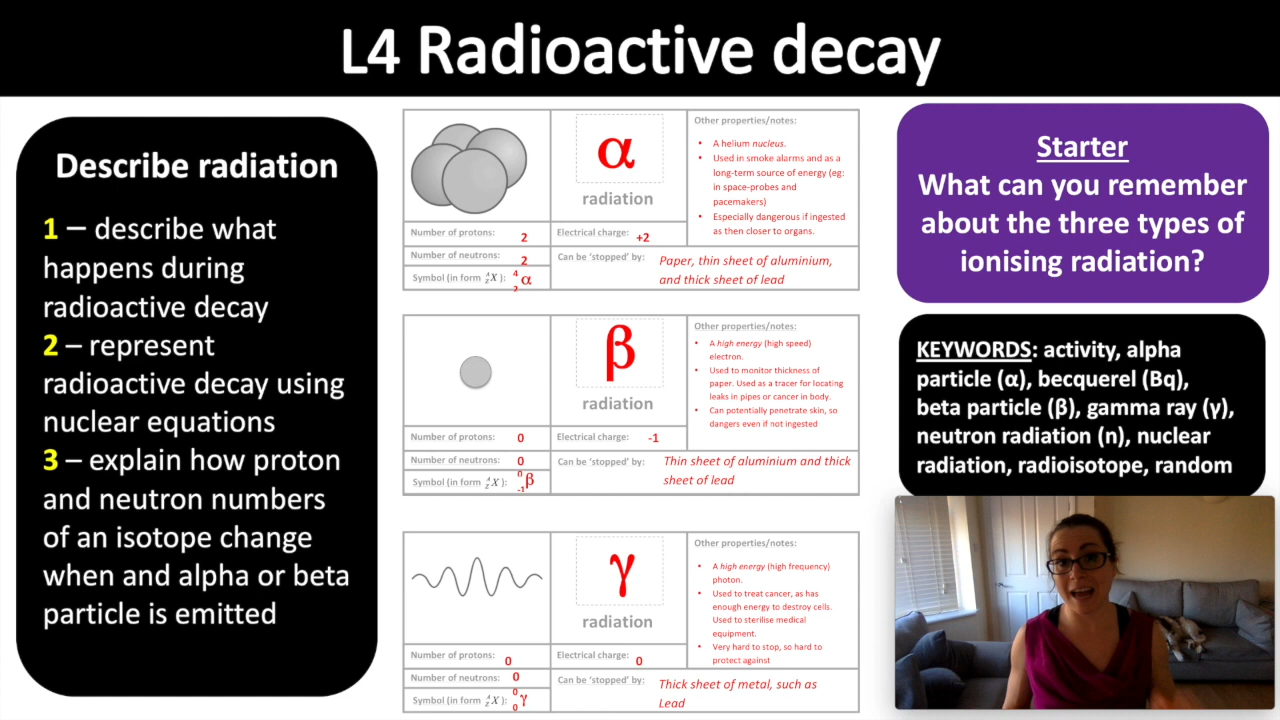 L4 Radioactive decay
Describe radiation
1 – describe what
happens during
radioactive decay
2 – represent
radioactive decay using
nuclear equations
3 – explain how proton
and neutron numbers
of an isotope change
when and alpha or beta
particle is emitted
α
radiation
Other properties/notes:
• A helium nucleus.
• Used in smoke alarms and as a
long-term source of energy (eg:
in space-probes and
pacemakers)
• Especially dangerous if ingested
as then closer to organs.
Number of protons: 2
Electrical charge: +2
Number of neutrons: 2
Can be ‘stopped’ by: Paper, thin sheet of aluminium,
and thick sheet of lead
Symbol (in form A Z X ): 4 2 α
β
radiation
Other properties/notes:
• A high energy (high speed)
electron.
• Used to monitor thickness of
paper. Used as a tracer for locating
leaks in pipes or cancer in body.
• Can potentially penetrate skin, so
dangers even if not ingested
Number of protons: 0
Electrical charge: -1
Number of neutrons: 0
Can be ‘stopped’ by: Thin sheet of aluminium and thick
sheet of lead
Symbol (in form A Z X ): 0 -1 β
γ
radiation
Other properties/notes:
• A high energy (high frequency)
photon.
• Used to treat cancer, as has
enough energy to destroy cells.
Used to sterilise medical
equipment.
• Very hard to stop, so hard to
protect against
Number of protons: 0
Electrical charge: 0
Number of neutrons: 0
Can be ‘stopped’ by: Thick sheet of metal, such as
Lead
Symbol (in form A Z X ): 0 0 γ
Starter
What can you remember
about the three types of
ionising radiation?
KEYWORDS: activity, alpha
particle (α), becquerel (Bq),
beta particle (β), gamma ray (γ),
neutron radiation (n), nuclear
radiation, radioisotope, random